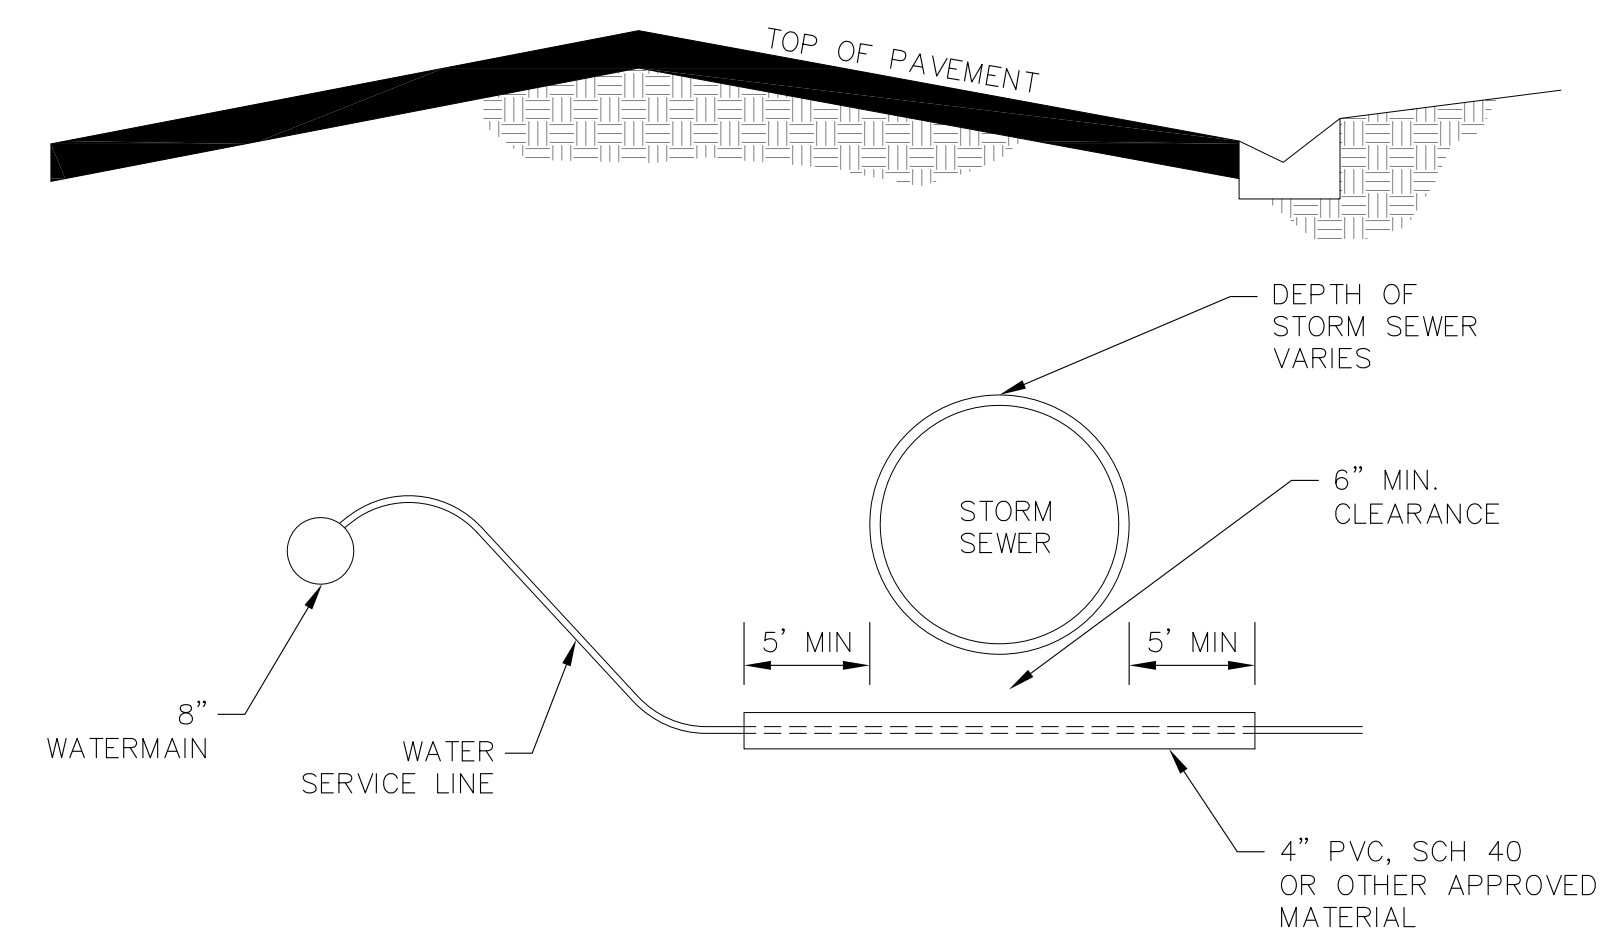 TOP OF PAVEMENT
DEPTH OF
STORM SEWER
VARIES
6” MIN.
CLEARANCE
STORM
SEWER
5’ MIN
5’ MIN
8”
WATERMAIN
WATER
SERVICE LINE
4” PVC, SCH 40
OR OTHER APPROVED
MATERIAL